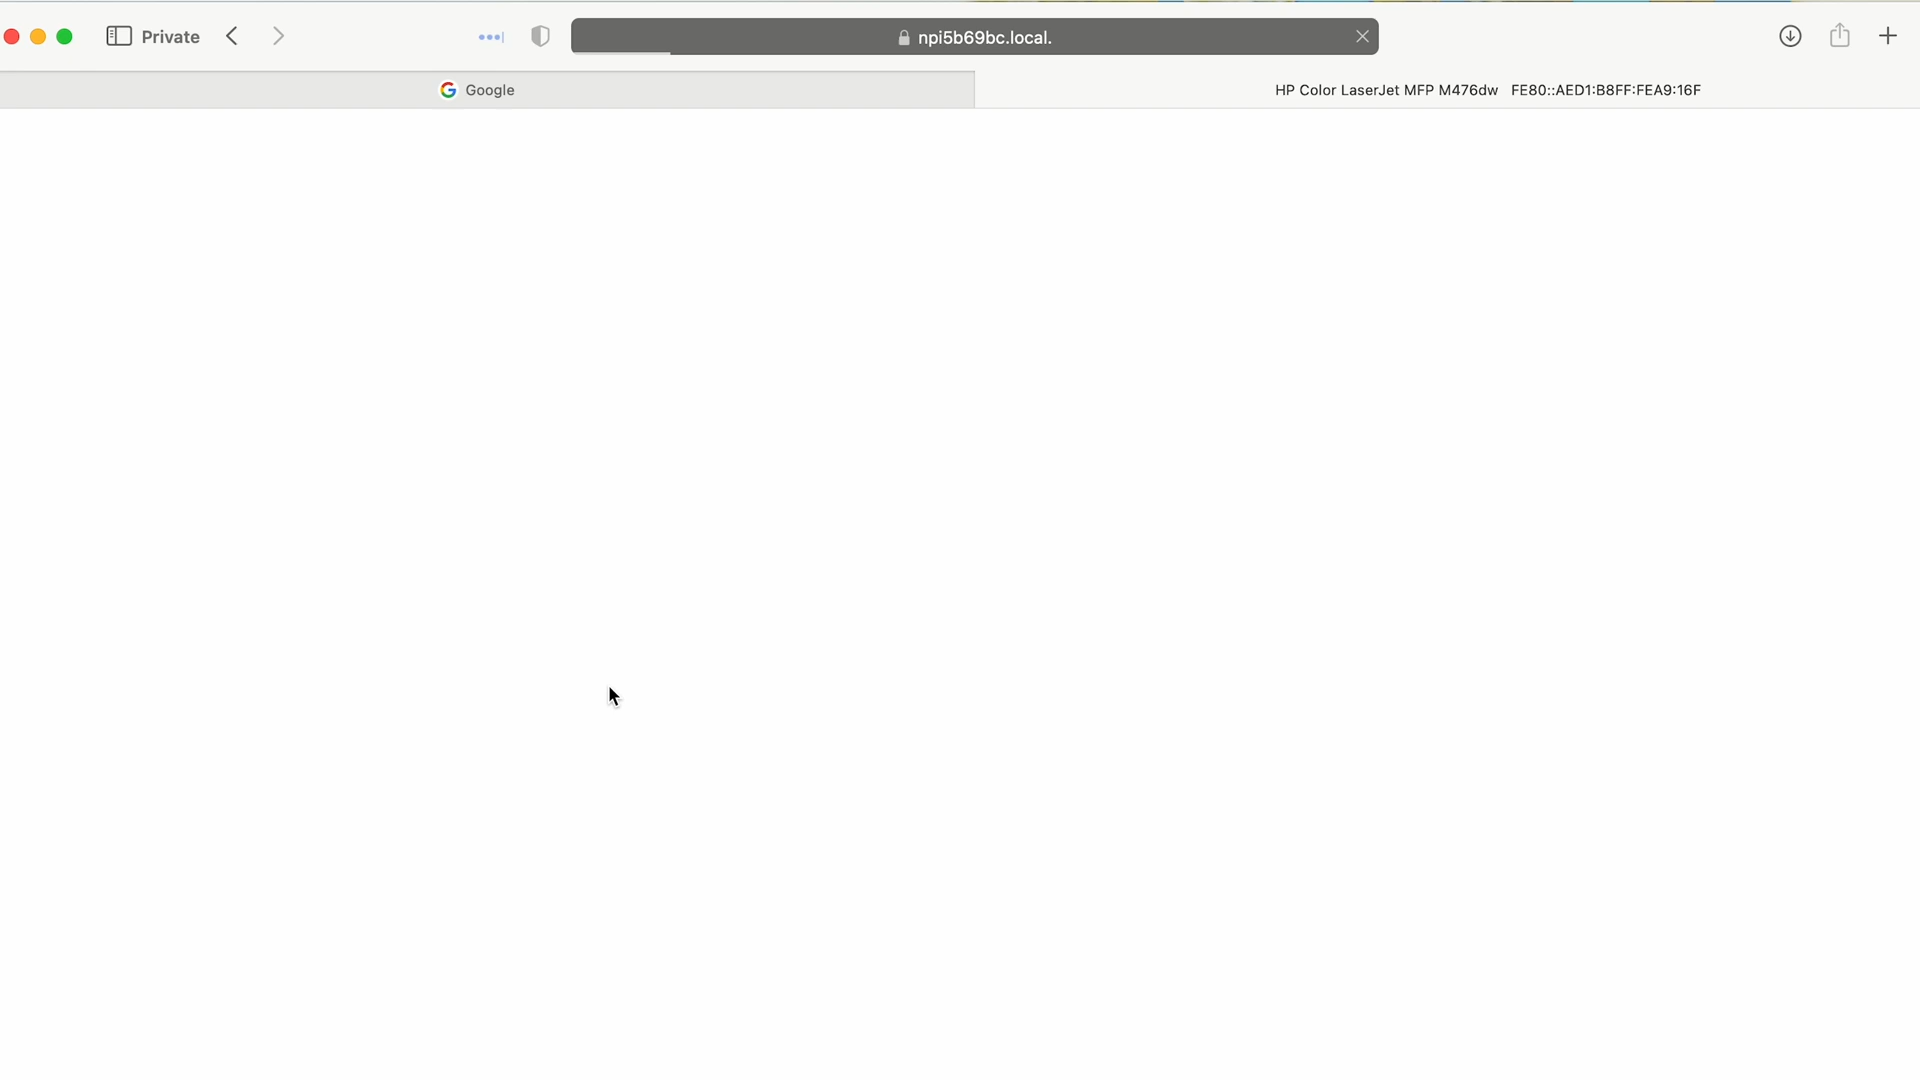 Private
npi5b69bc.local.
Google
HP Color LaserJet MFP M476dw   FE80::AED1:B8FF:FEA9:16F